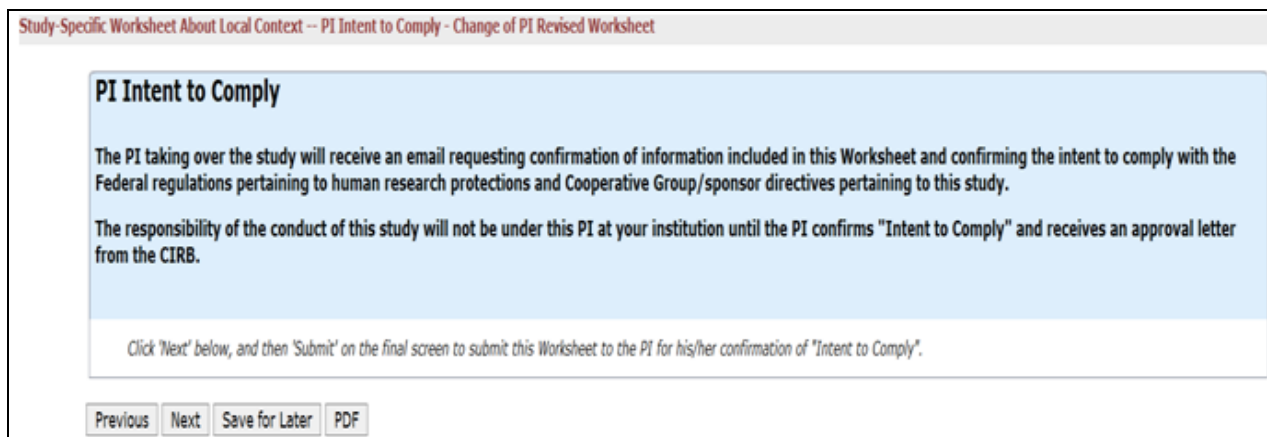 Study-Specific Worksheet About Local Context -- PI Intent to Comply - Change of PI Revised Worksheet
PI Intent to Comply
The PI taking over the study will receive an email requesting confirmation of information included in this Worksheet and confirming the intent to comply with the
Federal regulations pertaining to human research protections and Cooperative Group/sponsor directives pertaining to this study.
The responsibility of the conduct of this study will not be under this PI at your institution until the PI confirms "Intent to Comply" and receives an approval letter
from the CIRB.
Click 'Next' below, and then 'Submit' on the final screen to submit this Worksheet to the PI for his/her confirmation of "Intent to Comply".
Previous Next Save for Later PDF